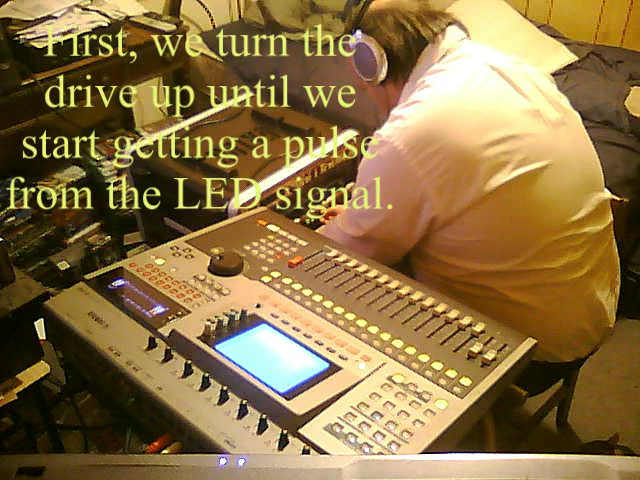 First, we turn the
drive up until we
start getting a pulse
from the LED signal.